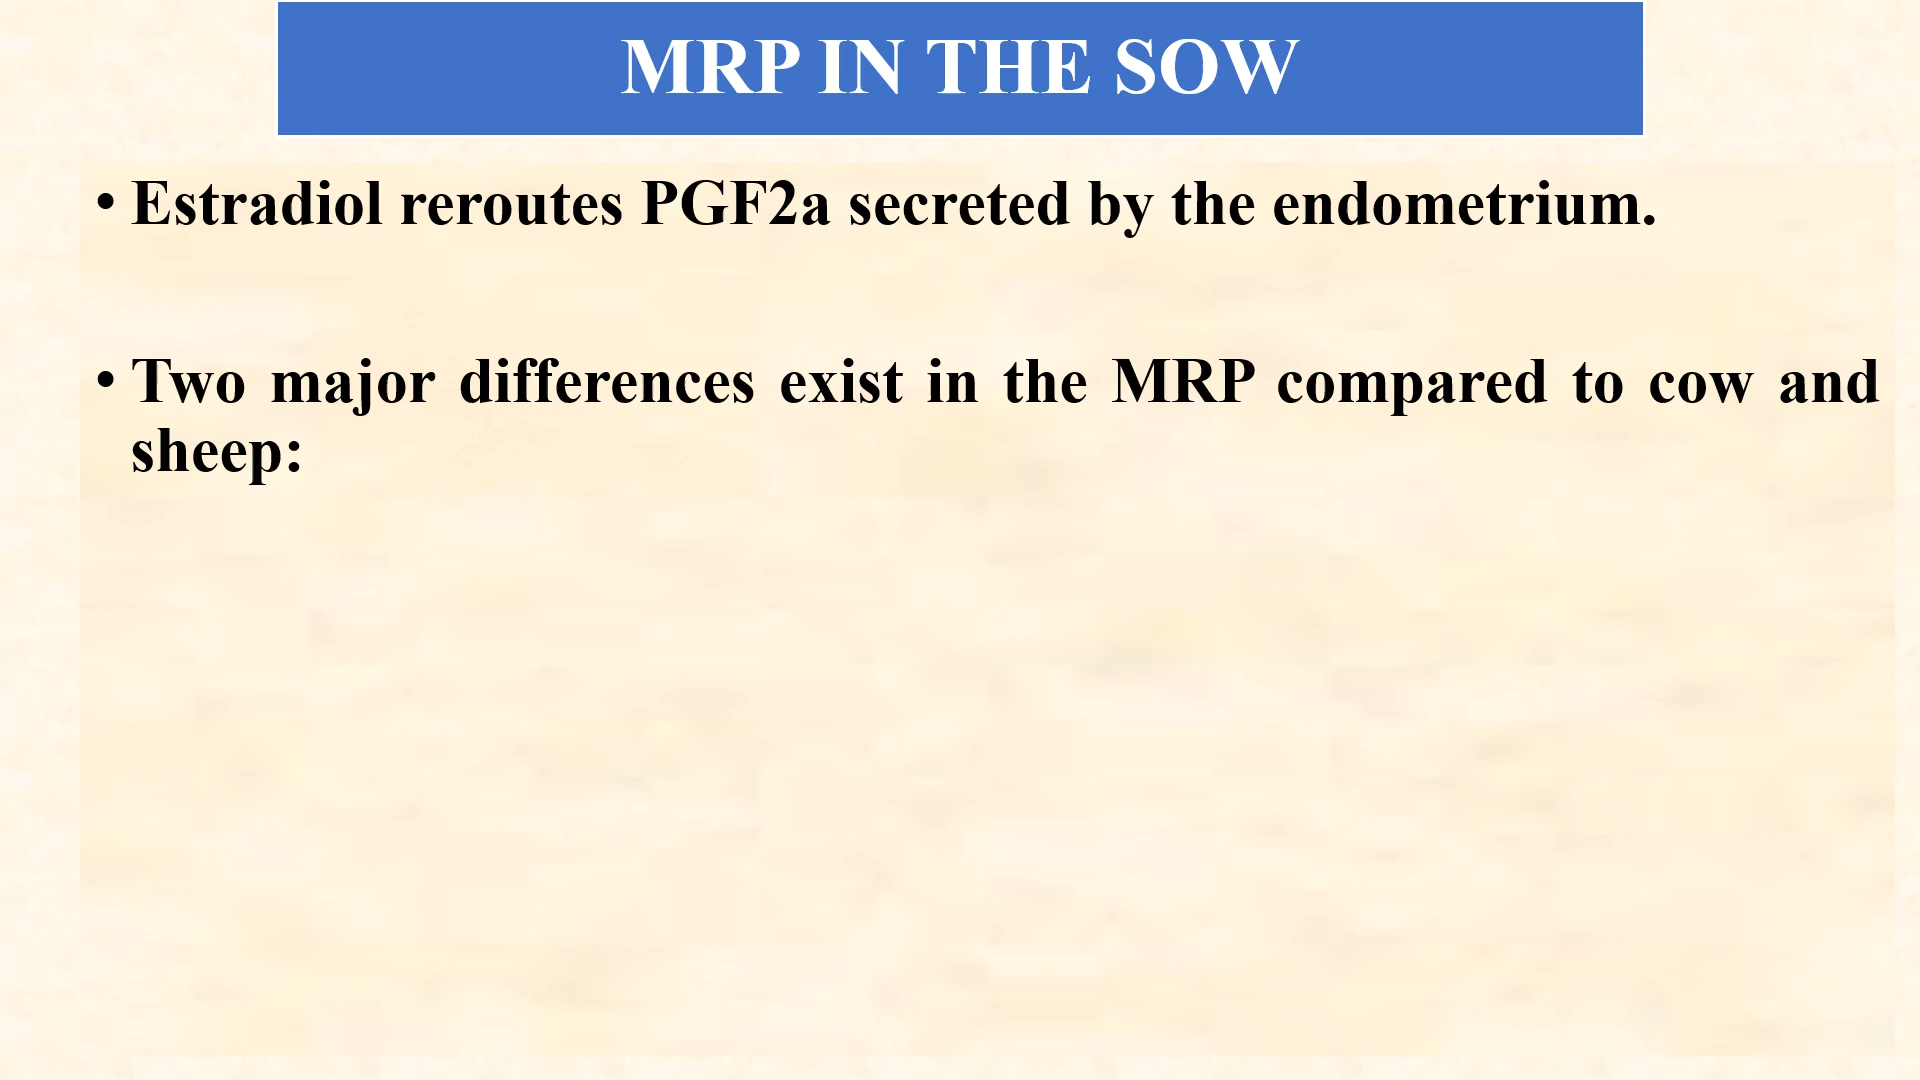 MRP IN THE SOW
• Estradiol reroutes PGF2a secreted by the endometrium.
• Two major differences exist in the MRP compared to cow and
sheep: